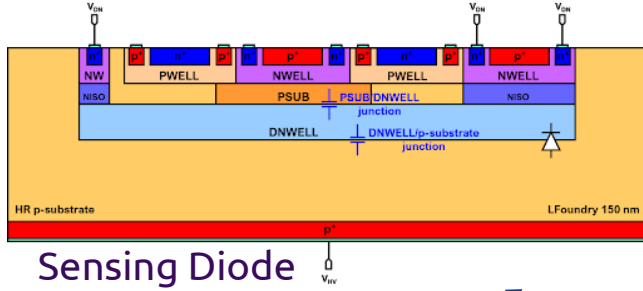 V_DN V_DN V_DN
n⁺ p⁺ n⁺ p⁺ n⁺ p⁺ n⁺ p⁺ n⁺ p⁺ n⁺ p⁺ n⁺
NW PWELL NWELL PWELL NWELL
NISO PSUB PSUB/DNWELL NISO
junction
DNWELL DNWELL/p-substrate
junction
HR p-substrate LFoundry 150 nm
p⁺
Sensing Diode V_HV